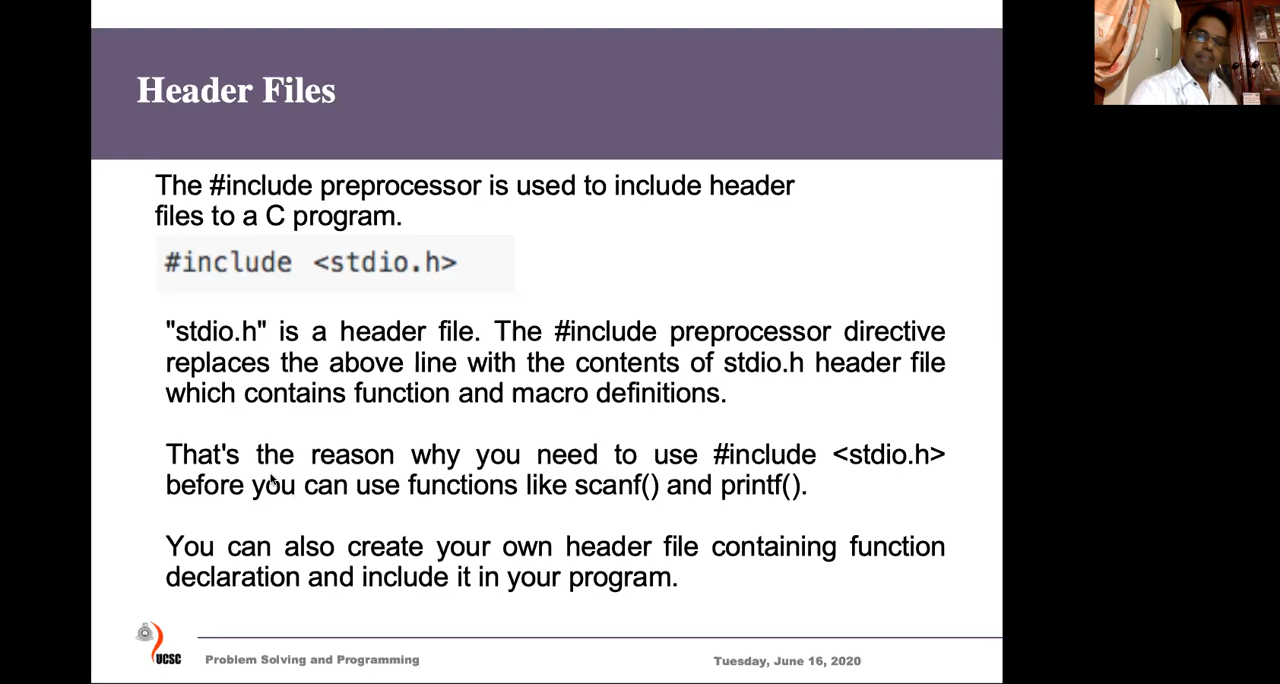 Header Files
The #include preprocessor is used to include header
files to a C program.
#include <stdio.h>
"stdio.h" is a header file. The #include preprocessor directive
replaces the above line with the contents of stdio.h header file
which contains function and macro definitions.
That's the reason why you need to use #include <stdio.h>
before you can use functions like scanf() and printf().
You can also create your own header file containing function
declaration and include it in your program.
UCSC
Problem Solving and Programming
Tuesday, June 16, 2020